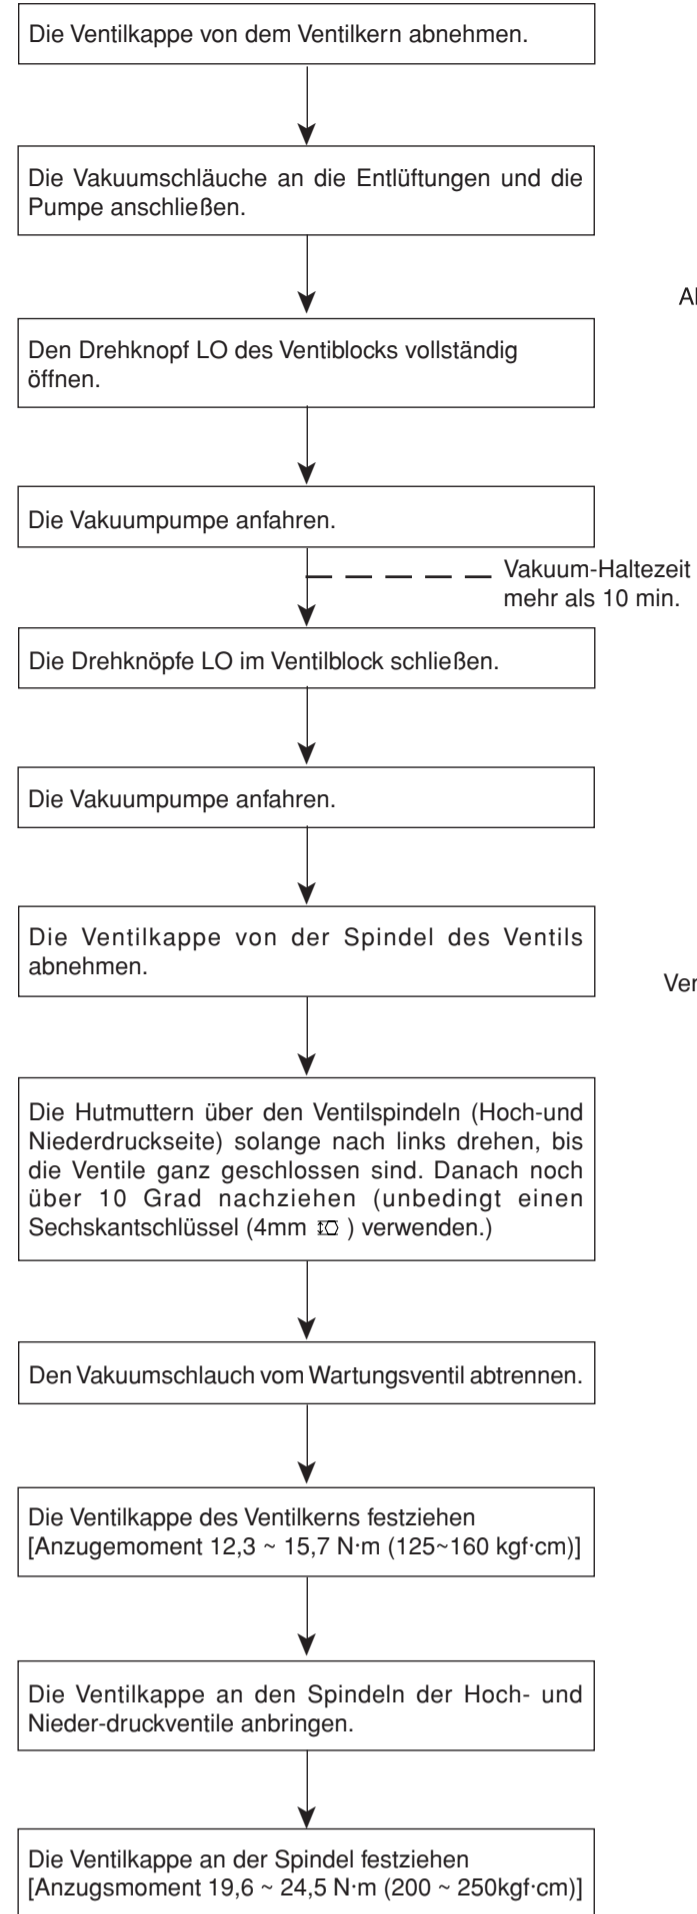 Die Ventilkappe von dem Ventilkern abnehmen.
Die Vakuumschläuche an die Entlüftungen und die
Pumpe anschließen.
Den Drehknopf LO des Ventiblocks vollständig
öffnen.
Die Vakuumpumpe anfahren.
Vakuum-Haltezeit
mehr als 10 min.
Die Drehknöpfe LO im Ventilblock schließen.
Die Vakuumpumpe anfahren.
Die Ventilkappe von der Spindel des Ventils
abnehmen.
Die Hutmuttern über den Ventilspindeln (Hoch-und
Niederdruckseite) solange nach links drehen, bis
die Ventile ganz geschlossen sind. Danach noch
über 10 Grad nachziehen (unbedingt einen
Sechskantschlüssel (4mm ) verwenden.)
Den Vakuumschlauch vom Wartungsventil abtrennen.
Die Ventilkappe des Ventilkerns festziehen
[Anzugemoment 12,3 ~ 15,7 N·m (125~160 kgf·cm)]
Die Ventilkappe an den Spindeln der Hoch- und
Nieder-druckventile anbringen.
Die Ventilkappe an der Spindel festziehen
[Anzugsmoment 19,6 ~ 24,5 N·m (200 ~ 250kgf·cm)]